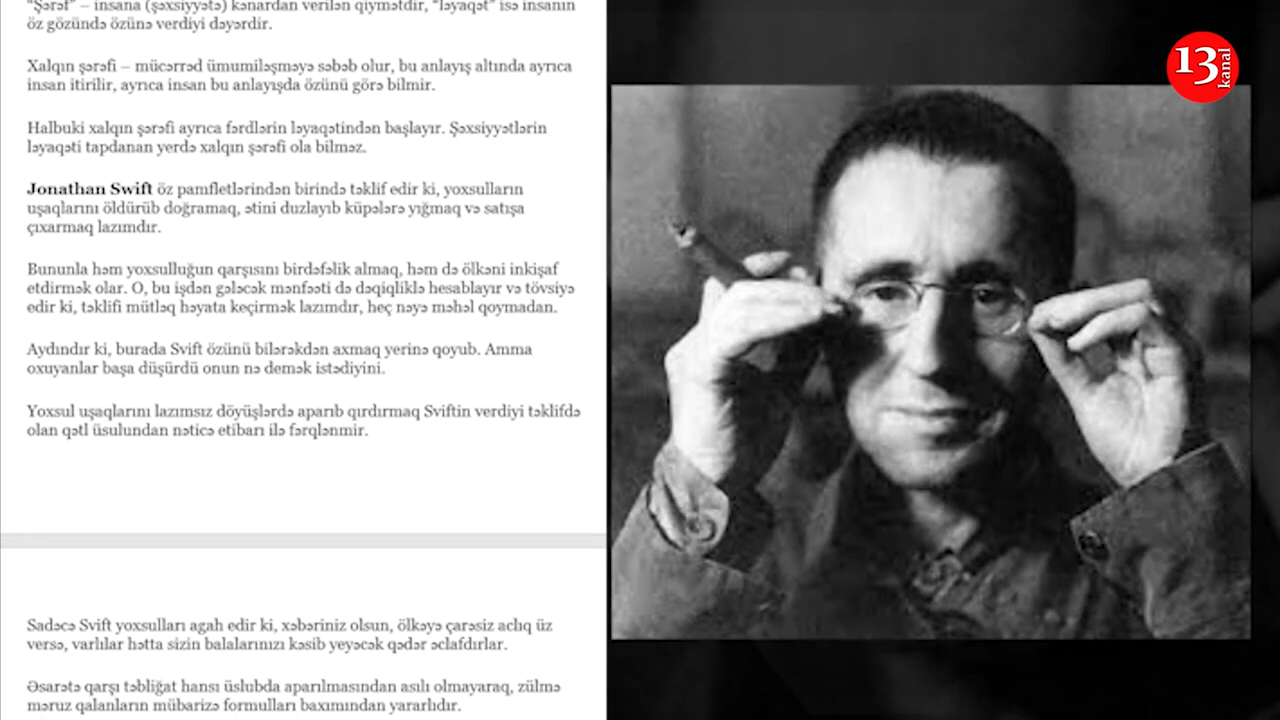 "Şərəf" – insana (şəxsiyyətə) kənardan verilən qiymətdir, "ləyaqət" isə insanın
öz gözündə özünə verdiyi dəyərdir.
Xalqın şərəfi – mücərrəd ümumiləşməyə səbəb olur, bu anlayış altında ayrıca
insan itirilir, ayrıca insan bu anlayışda özünü görə bilmir.
Halbuki xalqın şərəfi ayrıca fərdlərin ləyaqətindən başlayır. Şəxsiyyətlərin
ləyaqəti tapdanan yerdə xalqın şərəfi ola bilməz.
Jonathan Swift öz pamfletlərindən birində təklif edir ki, yoxsulların
uşaqlarını öldürüb doğramaq, ətini duzlayıb küpələrə yığmaq və satışa
çıxarmaq lazımdır.
Bununla həm yoxsulluğun qarşısını birdəfəlik almaq, həm də ölkəni inkişaf
etdirmək olar. O, bu işdən gələcək mənfəəti də dəqiqliklə hesablayır və tövsiyə
edir ki, təklifi mütləq həyata keçirmək lazımdır, heç nəyə məhəl qoymadan.
Aydındır ki, burada Svift özünü bilərəkdən axmaq yerinə qoyub. Amma
oxuyanlar başa düşürdü onun nə demək istədiyini.
Yoxsul uşaqlarını lazımsız döyüşlərdə aparıb qırdırmaq Sviftin verdiyi təklifdə
olan qətl üsulundan nəticə etibarı ilə fərqlənmir.
Sadəcə Svift yoxsulları agah edir ki, xəbəriniz olsun, ölkəyə çarəsiz aclıq üz
versə, varlılar hətta sizin balalarınızı kəsib yeyəcək qədər əclafdırlar.
Əsarətə qarşı təbliğat hansı üslubda aparılmasından asılı olmayaraq, zülmə
məruz qalanların mübarizə formulları baxımından yararlıdır.
13 kanal